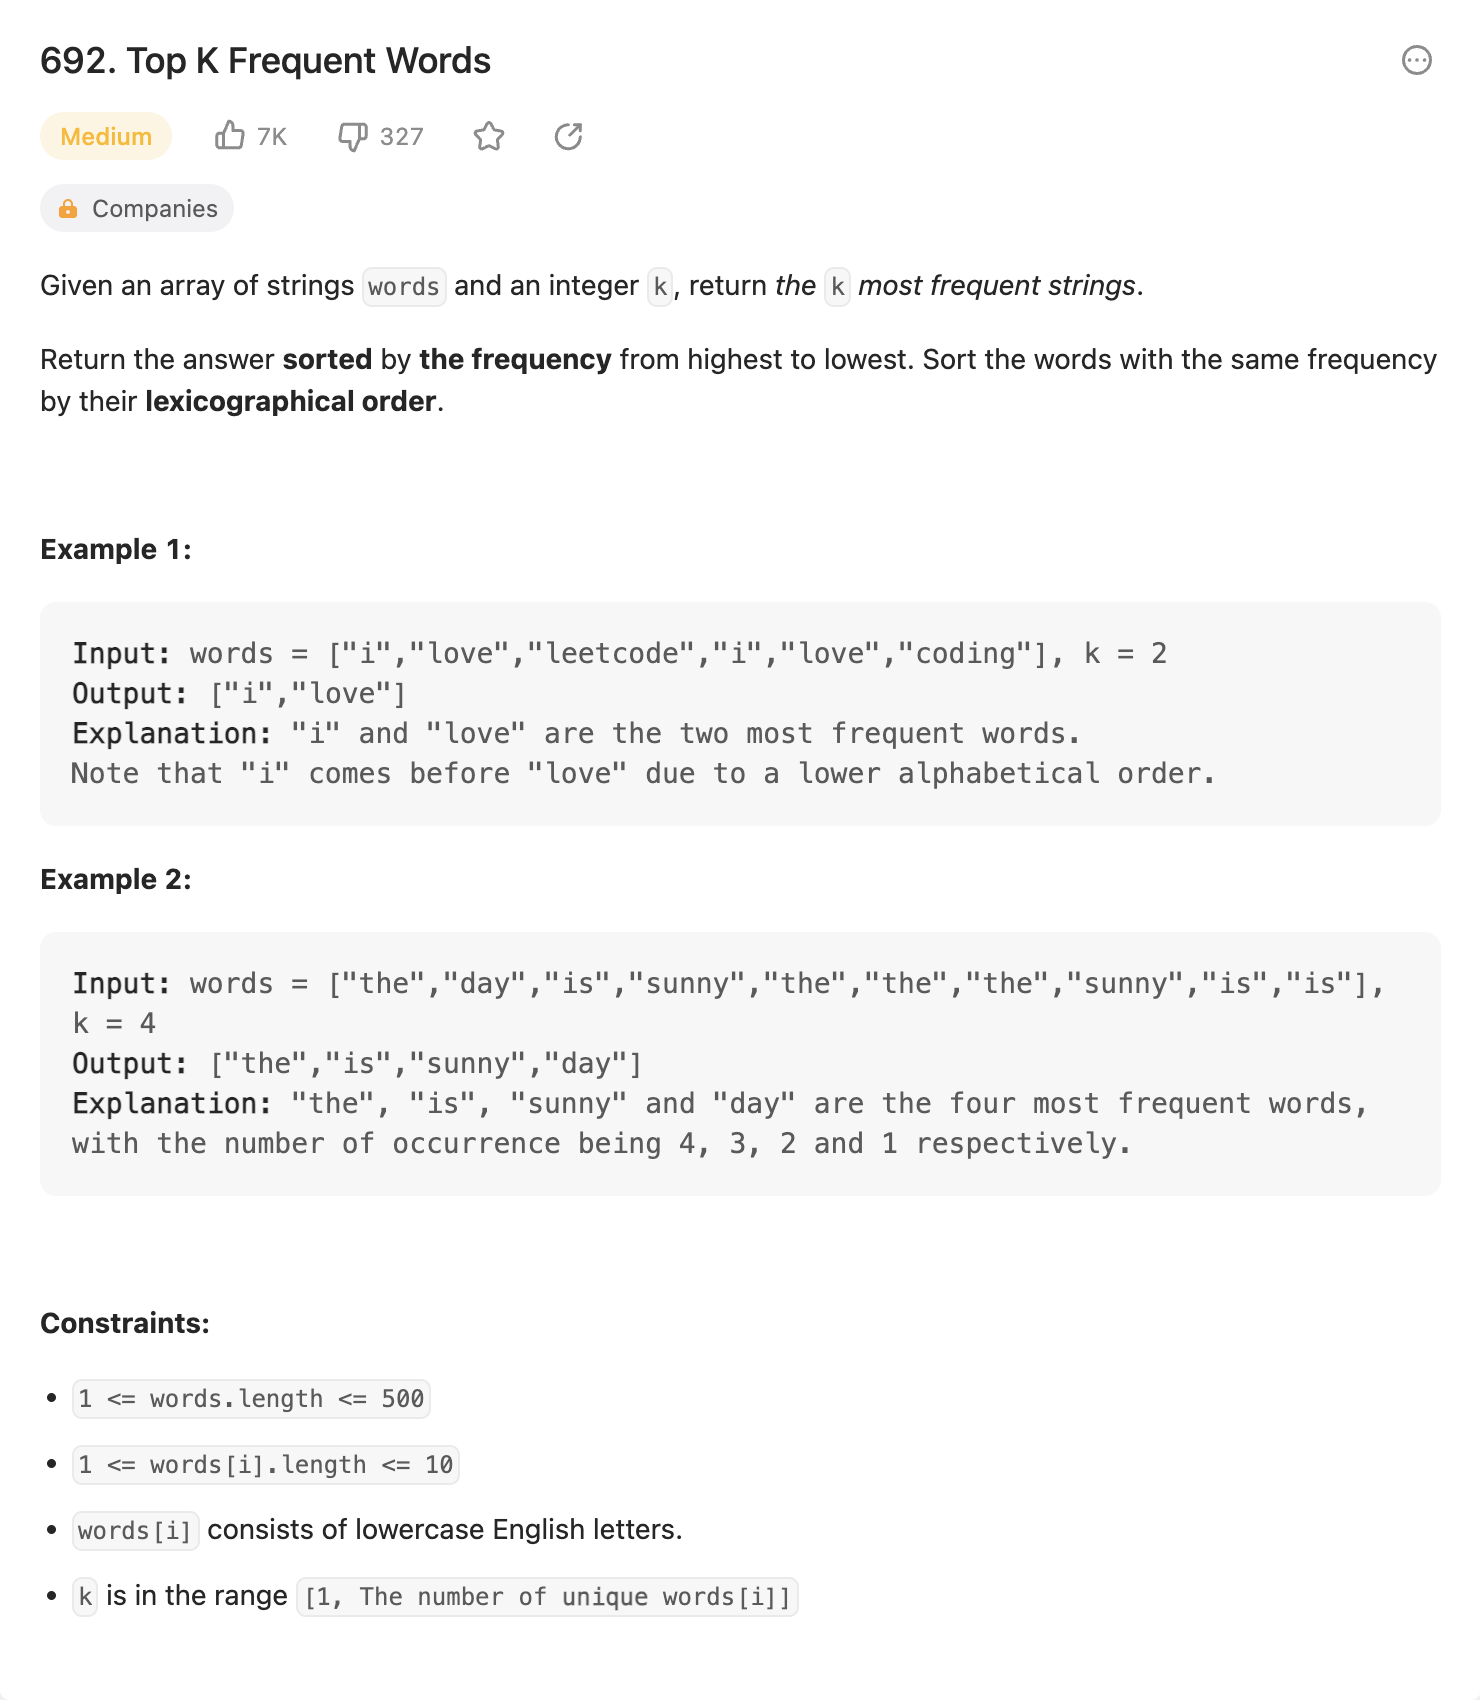 692. Top K Frequent Words
Medium 7K 327
Companies
Given an array of strings words and an integer k, return the k most frequent strings.
Return the answer sorted by the frequency from highest to lowest. Sort the words with the same frequency
by their lexicographical order.
Example 1:
Input: words = ["i","love","leetcode","i","love","coding"], k = 2
Output: ["i","love"]
Explanation: "i" and "love" are the two most frequent words.
Note that "i" comes before "love" due to a lower alphabetical order.
Example 2:
Input: words = ["the","day","is","sunny","the","the","the","sunny","is","is"],
k = 4
Output: ["the","is","sunny","day"]
Explanation: "the", "is", "sunny" and "day" are the four most frequent words,
with the number of occurrence being 4, 3, 2 and 1 respectively.
Constraints:
• 1 <= words.length <= 500
• 1 <= words[i].length <= 10
• words[i] consists of lowercase English letters.
• k is in the range [1, The number of unique words[i]]